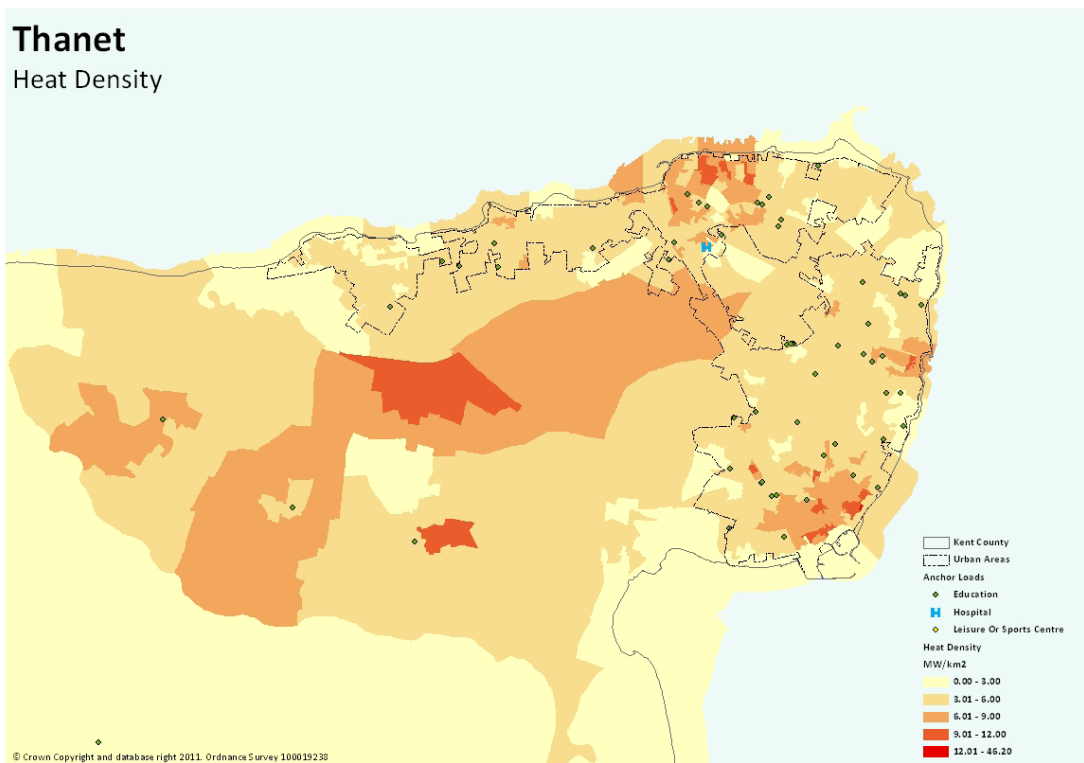 Thanet
Heat Density
H
Kent County
Urban Areas
Anchor Loads
Education
H Hospital
Leisure Or Sports Centre
Heat Density
MW/km2
0.00 - 3.00
3.01 - 6.00
6.01 - 9.00
9.01 - 12.00
12.01 - 46.20
© Crown Copyright and database right 2011. Ordnance Survey 100019238